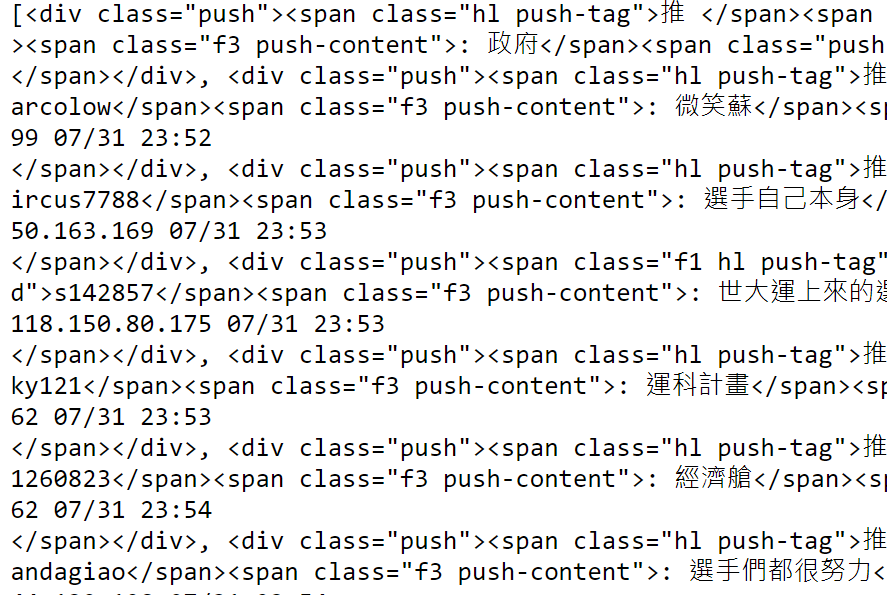 [<div class="push"><span class="hl push-tag">推 </span><span
><span class="f3 push-content">: 政府</span><span class="push
</span></div>, <div class="push"><span class="hl push-tag">推
arcolow</span><span class="f3 push-content">: 微笑蘇</span><sp
99 07/31 23:52
</span></div>, <div class="push"><span class="hl push-tag">推
ircus7788</span><span class="f3 push-content">: 選手自己本身</
50.163.169 07/31 23:53
</span></div>, <div class="push"><span class="f1 hl push-tag"
d">s142857</span><span class="f3 push-content">: 世大運上來的選
118.150.80.175 07/31 23:53
</span></div>, <div class="push"><span class="hl push-tag">推
ky121</span><span class="f3 push-content">: 運科計畫</span><sp
62 07/31 23:53
</span></div>, <div class="push"><span class="hl push-tag">推
1260823</span><span class="f3 push-content">: 經濟艙</span><sp
62 07/31 23:54
</span></div>, <div class="push"><span class="hl push-tag">推
andagiao</span><span class="f3 push-content">: 選手們都很努力<